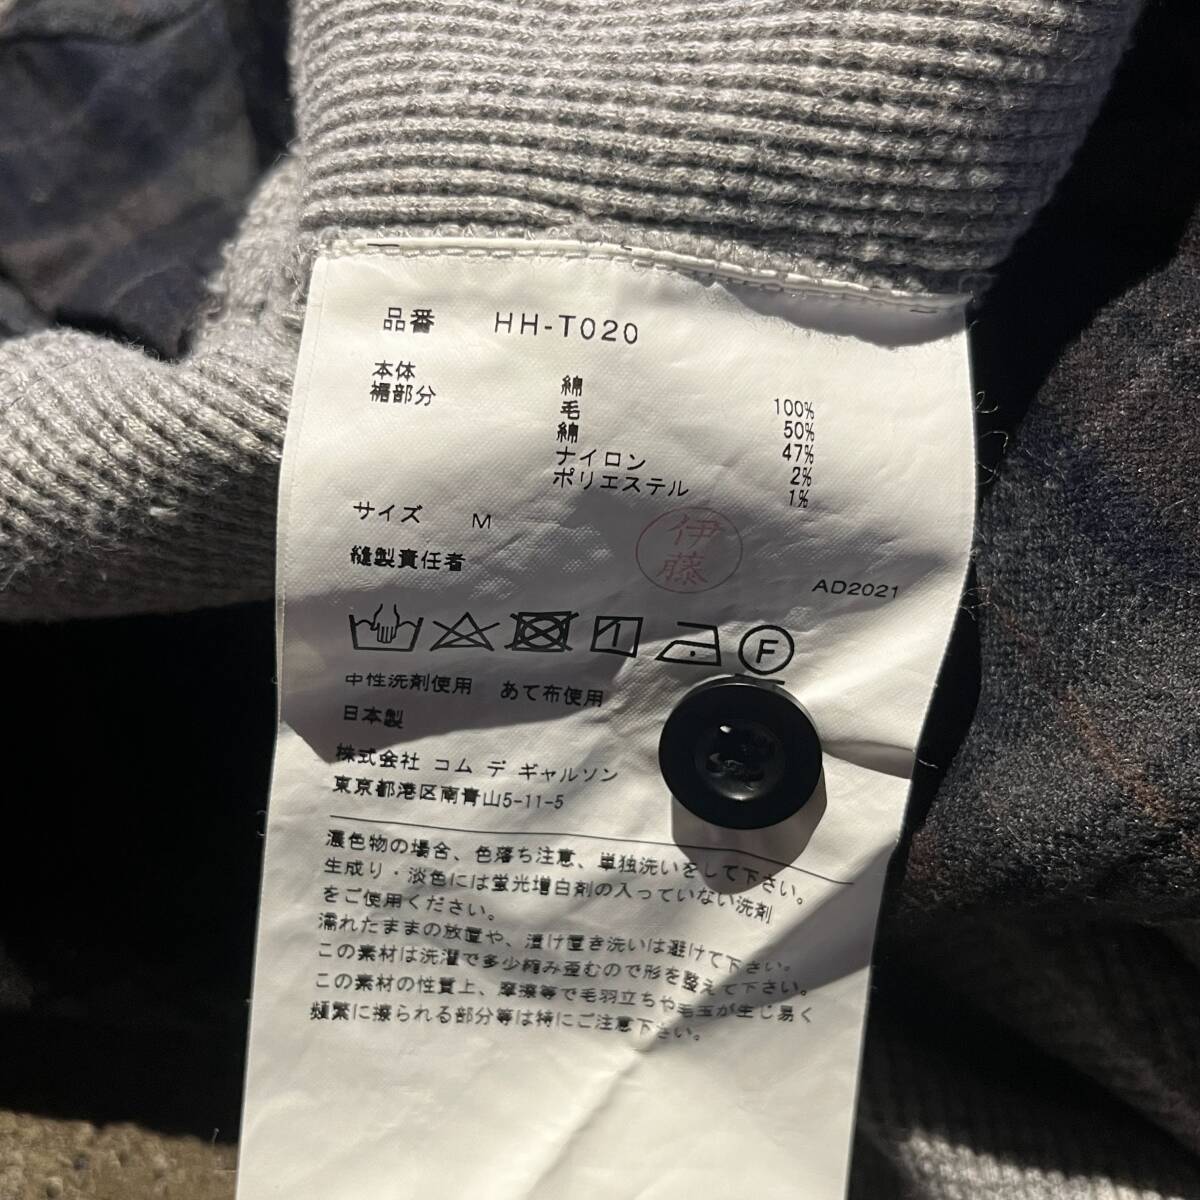 品番 HH-T020
本体 綿 100%
裾部分 毛 50%
綿 47%
ナイロン 2%
ポリエステル 1%
サイズ M
縫製責任者 伊藤
AD2021
1 F
中性洗剤使用 あて布使用
日本製
株式会社 コム デ ギャルソン
東京都港区南青山5-11-5
濃色物の場合、色落ち注意、単独洗いをして下さい。
生成り・淡色には蛍光増白剤の入っていない洗剤
をご使用ください。
濡れたままの放置や、漬け置き洗いは避けて下さい。
この素材は洗濯で多少縮み歪むので形を整えて下さい。
この素材の性質上、摩擦等で毛羽立ちや毛玉が生じ易く
頻繁に擦られる部分等は特にご注意下さい。